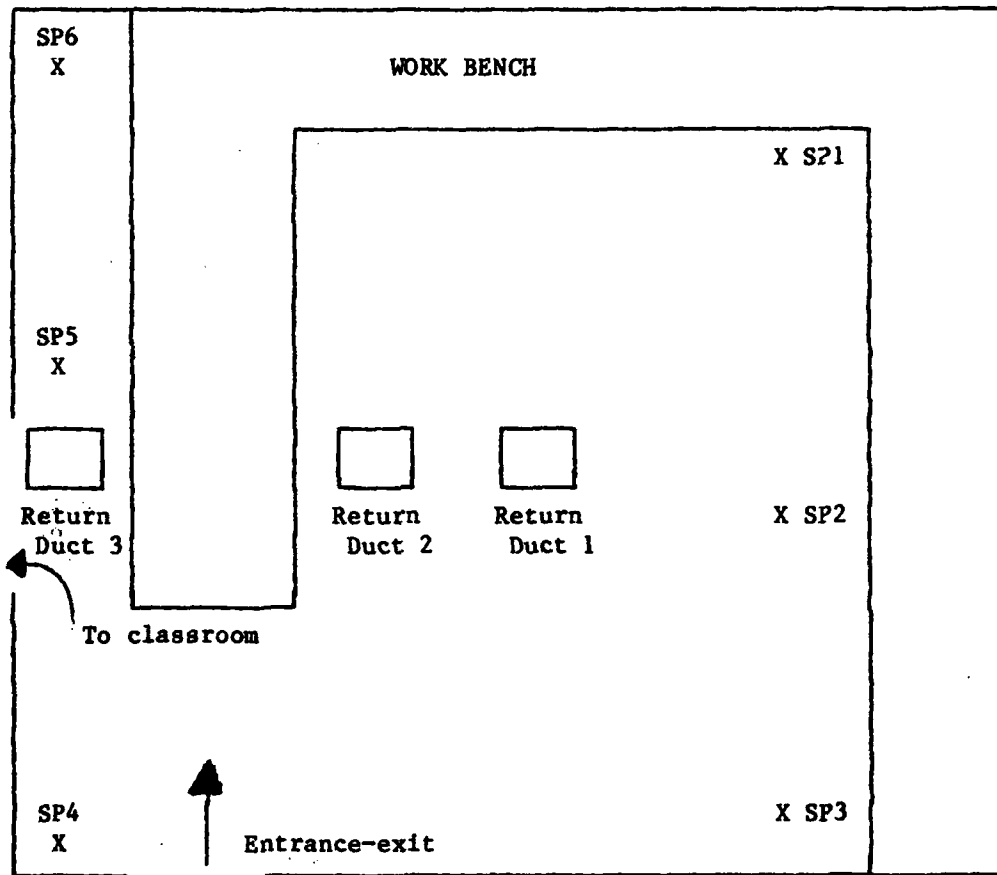 SP6
X
WORK BENCH
X SP1
SP5
X
Return
Duct 3
Return
Duct 2
Return
Duct 1
X SP2
To classroom
SP4
X
Entrance-exit
X SP3